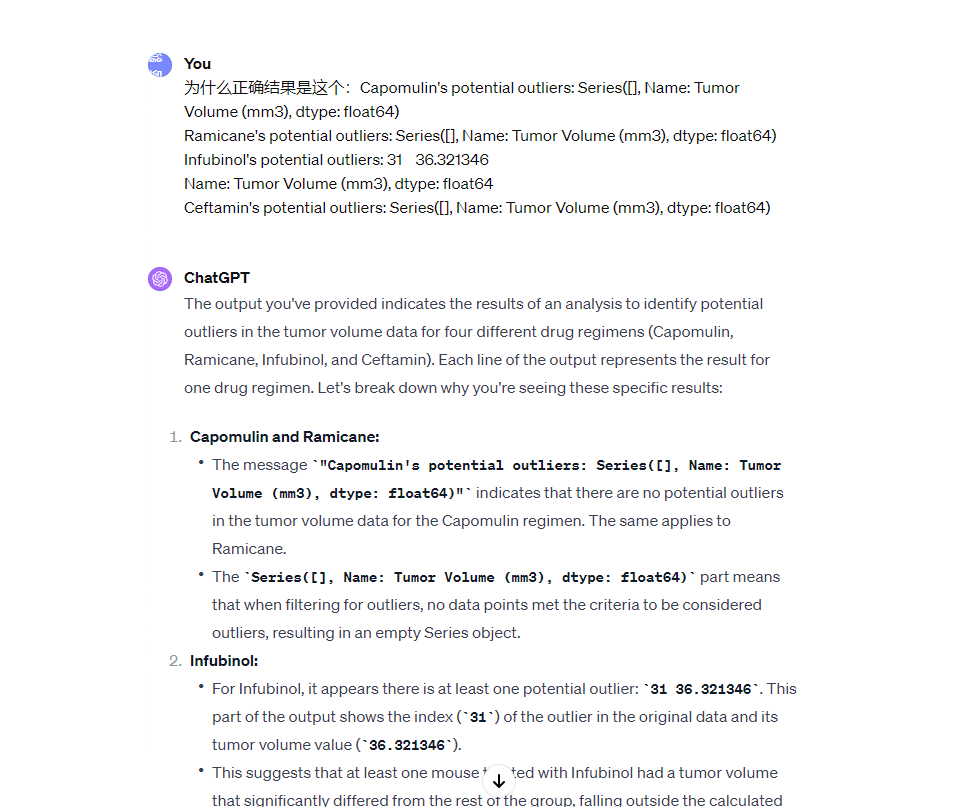 You
为什么正确结果是这个：Capomulin's potential outliers: Series([], Name: Tumor
Volume (mm3), dtype: float64)
Ramicane's potential outliers: Series([], Name: Tumor Volume (mm3), dtype: float64)
Infubinol's potential outliers: 31 36.321346
Name: Tumor Volume (mm3), dtype: float64
Ceftamin's potential outliers: Series([], Name: Tumor Volume (mm3), dtype: float64)
ChatGPT
The output you've provided indicates the results of an analysis to identify potential
outliers in the tumor volume data for four different drug regimens (Capomulin,
Ramicane, Infubinol, and Ceftamin). Each line of the output represents the result for
one drug regimen. Let's break down why you're seeing these specific results:
1. Capomulin and Ramicane:
• The message `"Capomulin's potential outliers: Series([], Name: Tumor
Volume (mm3), dtype: float64)"` indicates that there are no potential outliers
in the tumor volume data for the Capomulin regimen. The same applies to
Ramicane.
• The `Series([], Name: Tumor Volume (mm3), dtype: float64)` part means
that when filtering for outliers, no data points met the criteria to be considered
outliers, resulting in an empty Series object.
2. Infubinol:
• For Infubinol, it appears there is at least one potential outlier: `31 36.321346`. This
part of the output shows the index (`31`) of the outlier in the original data and its
tumor volume value (`36.321346`).
• This suggests that at least one mouse ted with Infubinol had a tumor volume
that significantly differed from the rest of the group, falling outside the calculated